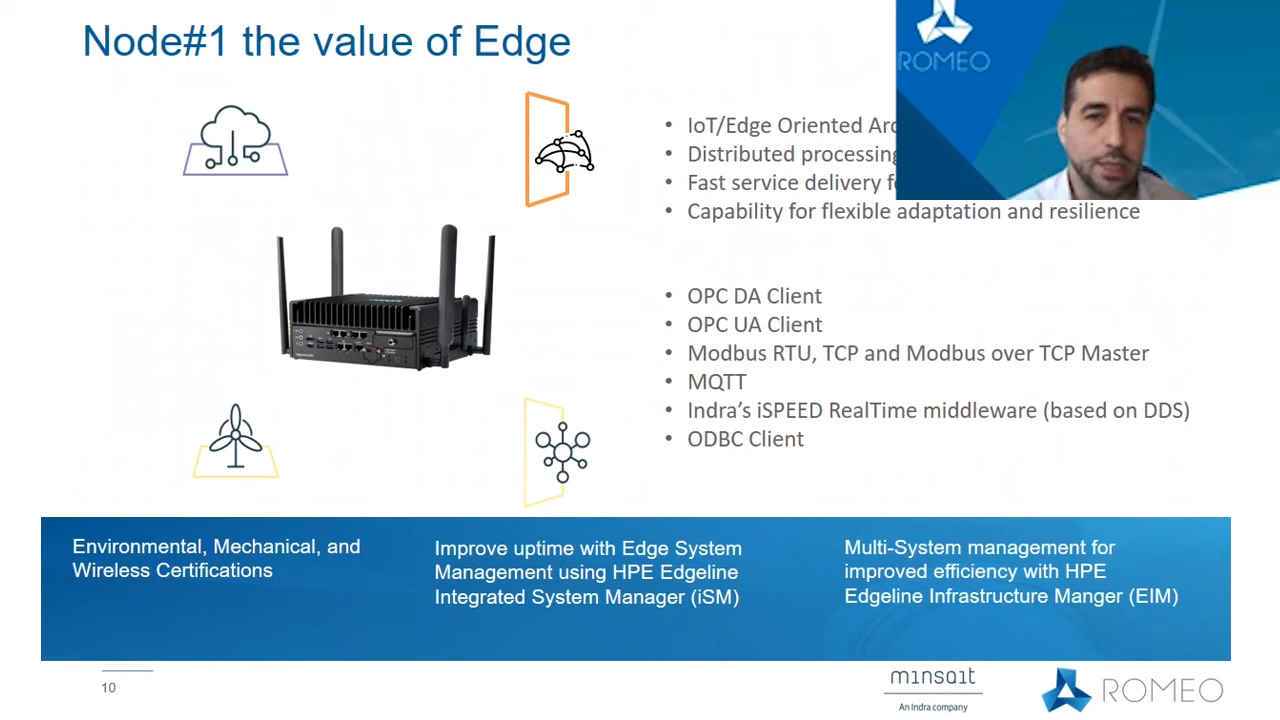 Node#1 the value of Edge
ROMEO
• IoT/Edge Oriented
• Distributed processing
• Fast service delivery
• Capability for flexible adaptation and resilience
• OPC DA Client
• OPC UA Client
• Modbus RTU, TCP and Modbus over TCP Master
• MQTT
• Indra's iSPEED RealTime middleware (based on DDS)
• ODBC Client
Environmental, Mechanical, and
Wireless Certifications
Improve uptime with Edge System
Management using HPE Edgeline
Integrated System Manager (iSM)
Multi-System management for
improved efficiency with HPE
Edgeline Infrastructure Manger (EIM)
10
minsait
An Indra company
ROMEO